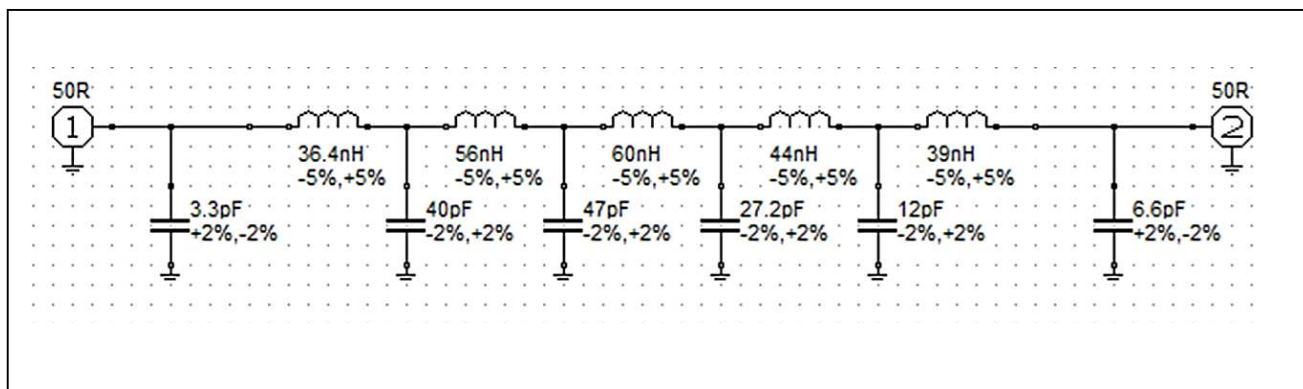 50R
1
50R
2
36.4nH
-5%,+5%
56nH
-5%,+5%
60nH
-5%,+5%
44nH
-5%,+5%
39nH
-5%,+5%
3.3pF
+2%,-2%
40pF
-2%,+2%
47pF
-2%,+2%
27.2pF
-2%,+2%
12pF
-2%,+2%
6.6pF
+2%,-2%